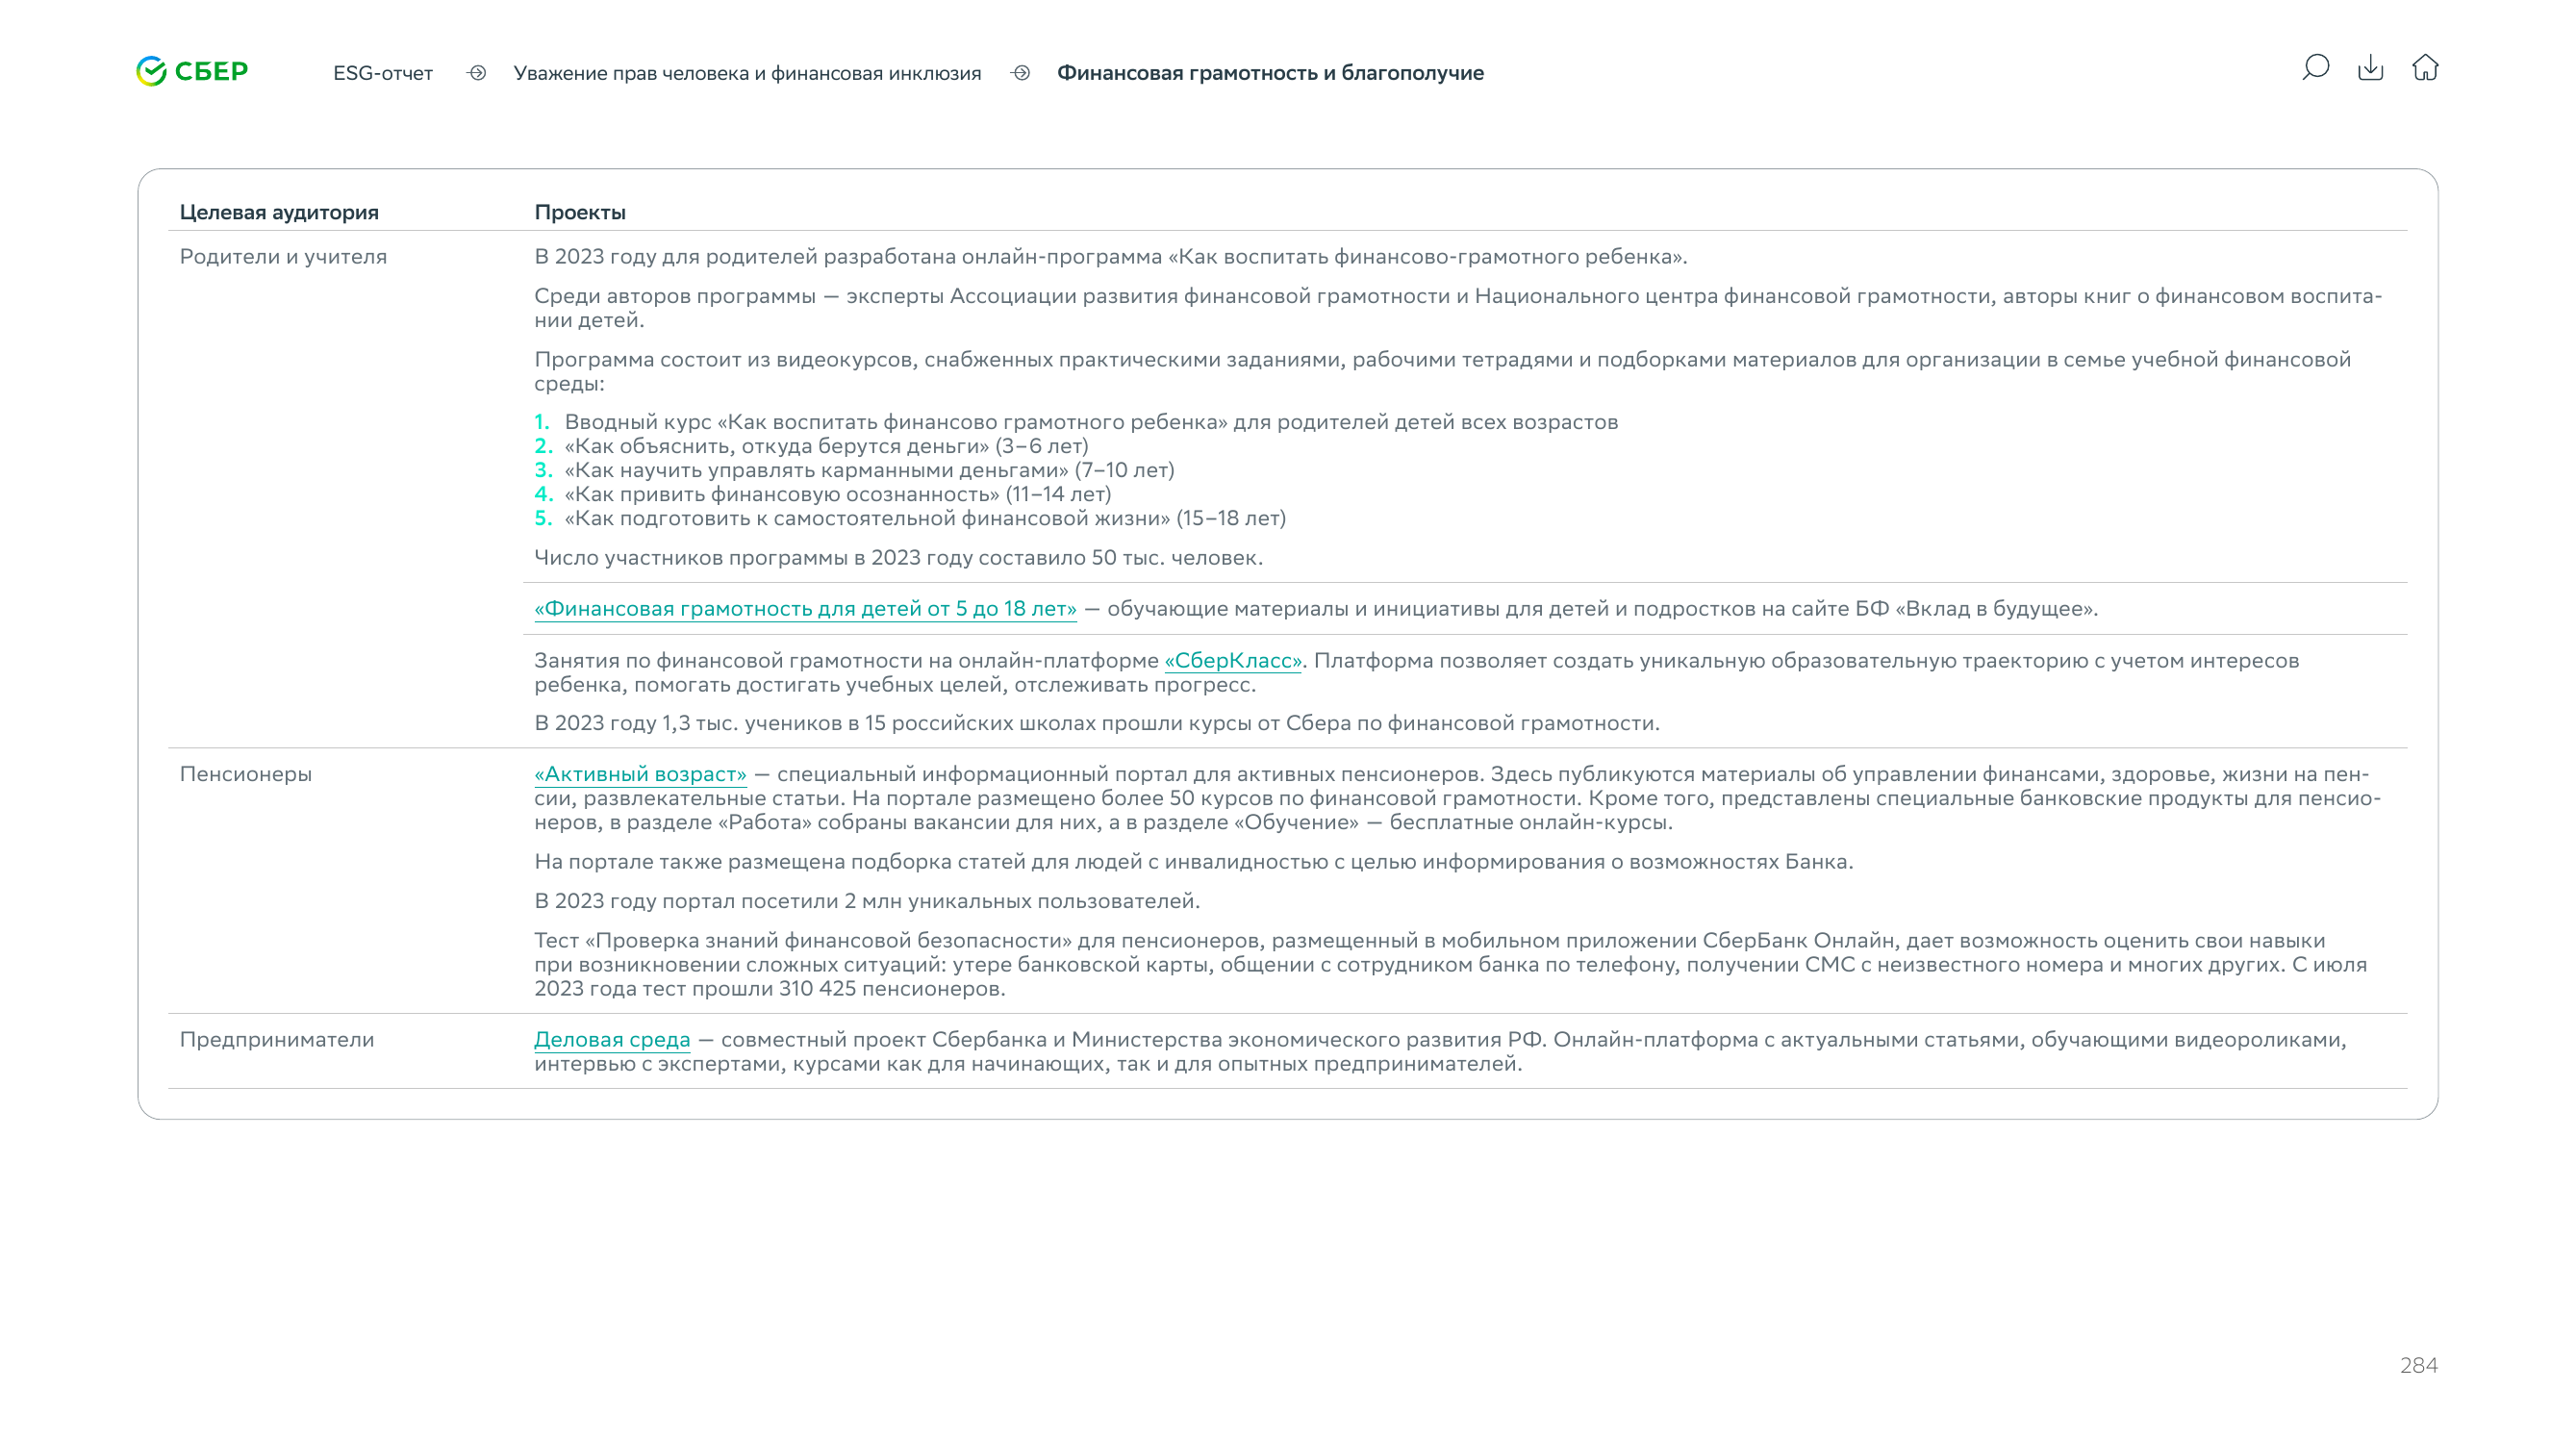 СБЕР
ESG-отчет
Уважение прав человека и финансовая инклюзия
Финансовая грамотность и благополучие
Целевая аудитория
Проекты
Родители и учителя
В 2023 году для родителей разработана онлайн-программа «Как воспитать финансово-грамотного ребенка».
Среди авторов программы — эксперты Ассоциации развития финансовой грамотности и Национального центра финансовой грамотности, авторы книг о финансовом воспита-
нии детей.
Программа состоит из видеокурсов, снабженных практическими заданиями, рабочими тетрадями и подборками материалов для организации в семье учебной финансовой
среды:
1. Вводный курс «Как воспитать финансово грамотного ребенка» для родителей детей всех возрастов
2. «Как объяснить, откуда берутся деньги» (3–6 лет)
3. «Как научить управлять карманными деньгами» (7–10 лет)
4. «Как привить финансовую осознанность» (11–14 лет)
5. «Как подготовить к самостоятельной финансовой жизни» (15–18 лет)
Число участников программы в 2023 году составило 50 тыс. человек.
«Финансовая грамотность для детей от 5 до 18 лет» — обучающие материалы и инициативы для детей и подростков на сайте БФ «Вклад в будущее».
Занятия по финансовой грамотности на онлайн-платформе «СберКласс». Платформа позволяет создать уникальную образовательную траекторию с учетом интересов
ребенка, помогать достигать учебных целей, отслеживать прогресс.
В 2023 году 1,3 тыс. учеников в 15 российских школах прошли курсы от Сбера по финансовой грамотности.
Пенсионеры
«Активный возраст» — специальный информационный портал для активных пенсионеров. Здесь публикуются материалы об управлении финансами, здоровье, жизни на пен-
сии, развлекательные статьи. На портале размещено более 50 курсов по финансовой грамотности. Кроме того, представлены специальные банковские продукты для пенсио-
неров, в разделе «Работа» собраны вакансии для них, а в разделе «Обучение» — бесплатные онлайн-курсы.
На портале также размещена подборка статей для людей с инвалидностью с целью информирования о возможностях Банка.
В 2023 году портал посетили 2 млн уникальных пользователей.
Тест «Проверка знаний финансовой безопасности» для пенсионеров, размещенный в мобильном приложении СберБанк Онлайн, дает возможность оценить свои навыки
при возникновении сложных ситуаций: утере банковской карты, общении с сотрудником банка по телефону, получении СМС с неизвестного номера и многих других. С июля
2023 года тест прошли 310 425 пенсионеров.
Предприниматели
Деловая среда — совместный проект Сбербанка и Министерства экономического развития РФ. Онлайн-платформа с актуальными статьями, обучающими видеороликами,
интервью с экспертами, курсами как для начинающих, так и для опытных предпринимателей.
284